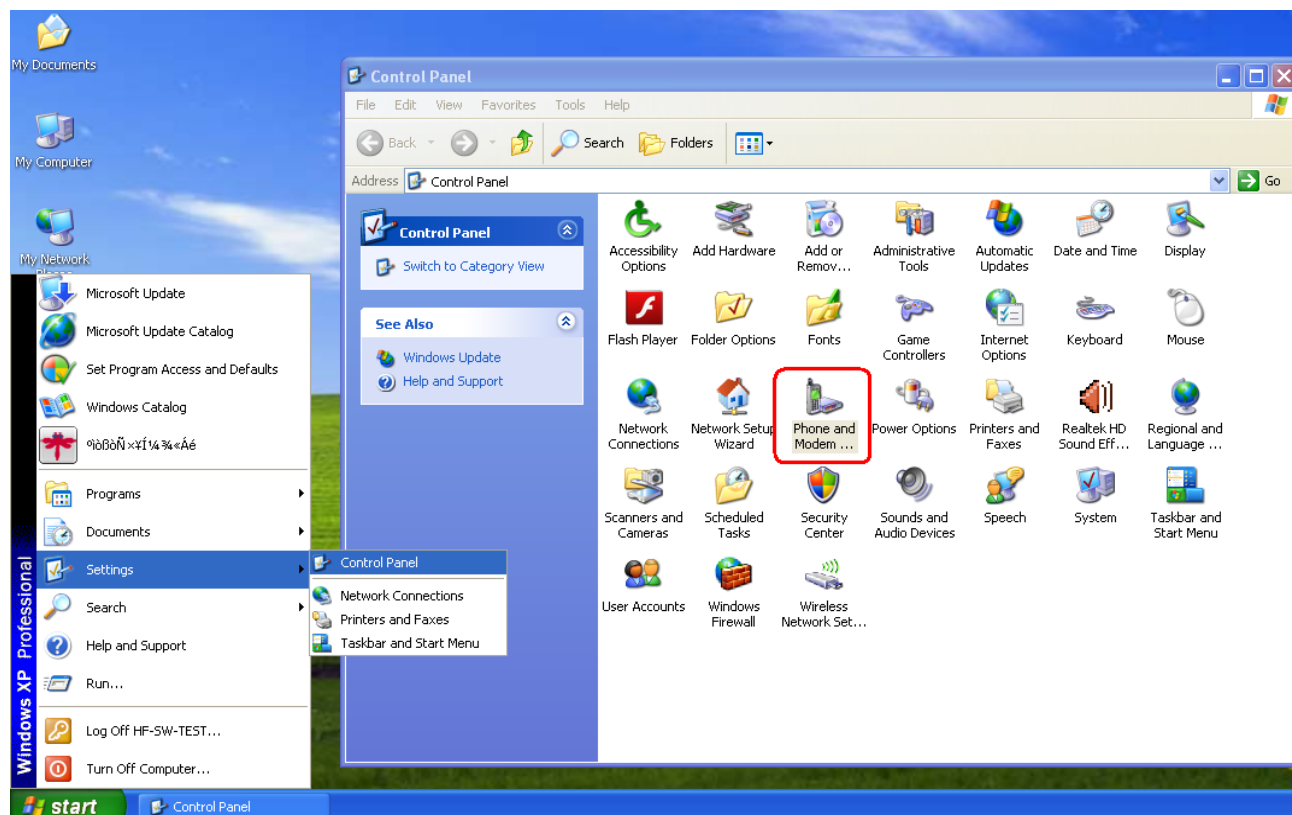 My Documents
My Computer
My Network
Control Panel
File Edit View Favorites Tools Help
Back Search Folders
Address Control Panel Go
Control Panel
Switch to Category View
See Also
Windows Update
Help and Support
Accessibility Options
Add Hardware
Add or Remov...
Administrative Tools
Automatic Updates
Date and Time
Display
Flash Player
Folder Options
Fonts
Game Controllers
Internet Options
Keyboard
Mouse
Network Connections
Network Setup Wizard
Phone and Modem ...
Power Options
Printers and Faxes
Realtek HD Sound Eff...
Regional and Language ...
Scanners and Cameras
Scheduled Tasks
Security Center
Sounds and Audio Devices
Speech
System
Taskbar and Start Menu
User Accounts
Windows Firewall
Wireless Network Set...
Microsoft Update
Microsoft Update Catalog
Set Program Access and Defaults
Windows Catalog
Programs
Documents
Settings
Search
Help and Support
Run...
Log Off HF-SW-TEST...
Turn Off Computer...
Windows XP Professional
Control Panel
Network Connections
Printers and Faxes
Taskbar and Start Menu
start
Control Panel